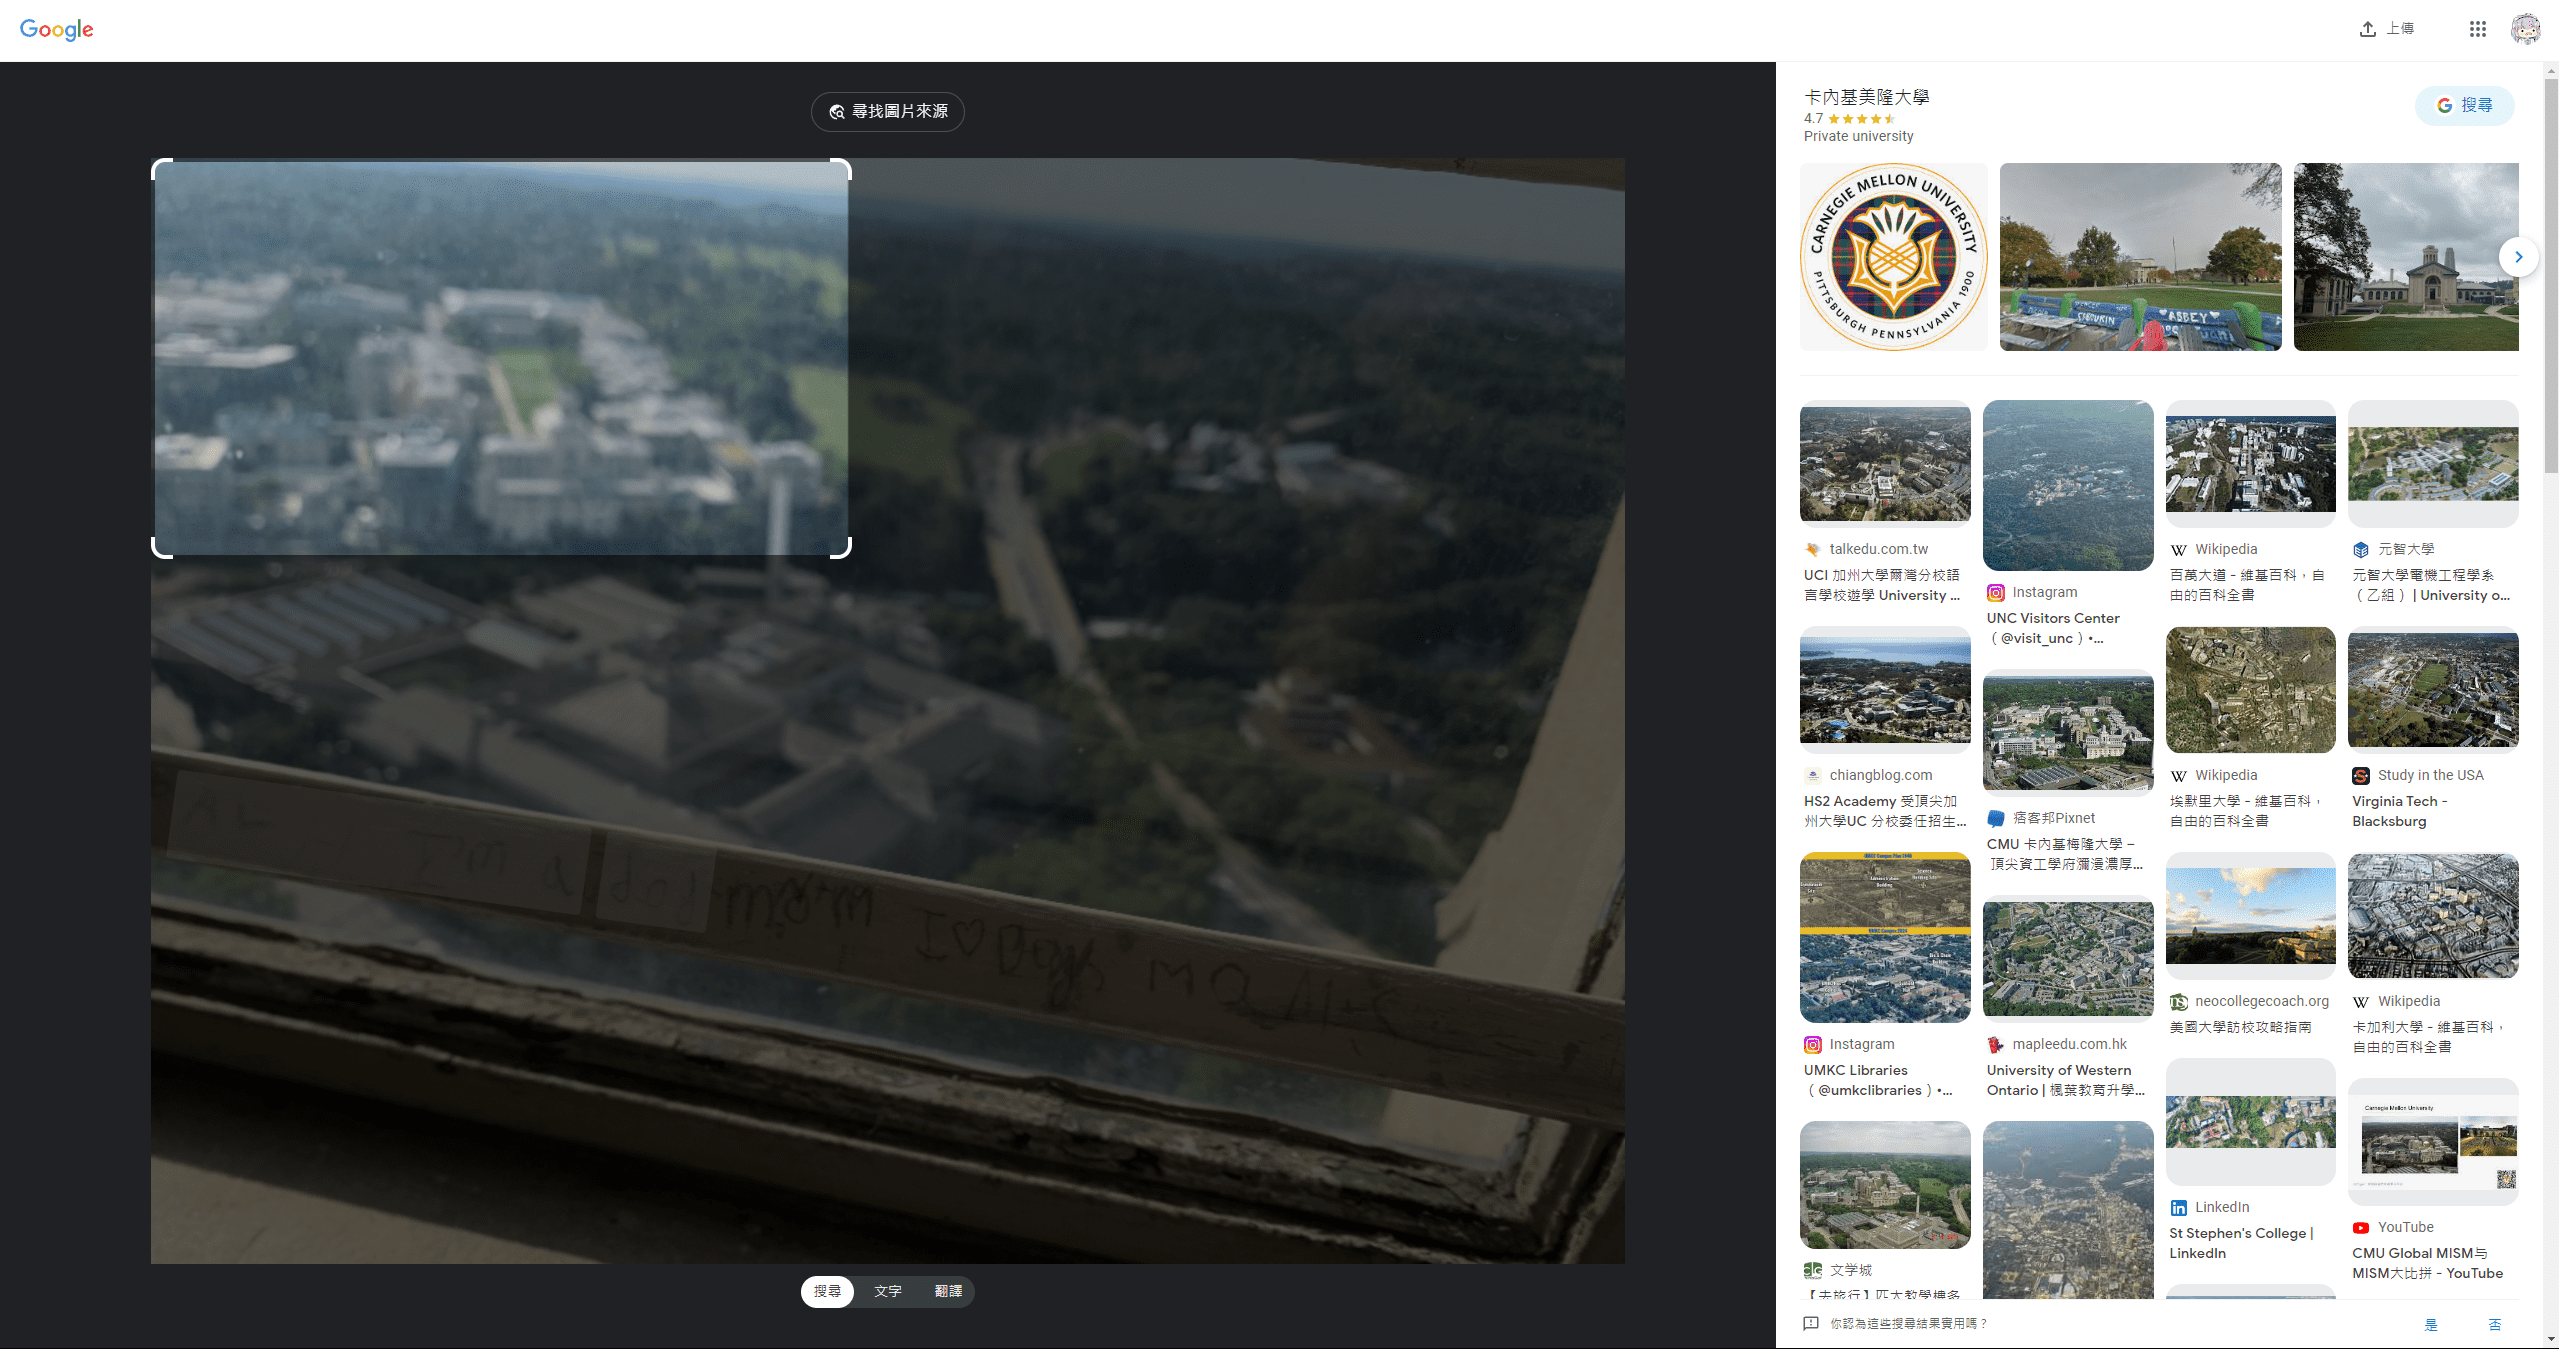 Google
上傳
尋找圖片來源
I'm a dog mom I♡Dogs
搜尋
文字
翻譯
卡內基美隆大學
4.7
Private university
搜尋
CARNEGIE MELLON UNIVERSITY
PITTSBURGH PENNSYLVANIA 1900
talkedu.com.tw
UCI 加州大學爾灣分校語
言學校遊學 University ...
Instagram
UNC Visitors Center
（@visit_unc）•...
Wikipedia
百萬大道 - 維基百科，自
由的百科全書
元智大學
元智大學電機工程學系
（乙組） | University o...
chiangblog.com
HS2 Academy 受頂尖加
州大學UC 分校委任招生...
痞客邦Pixnet
CMU 卡內基梅隆大學 –
頂尖資工學府瀰漫濃厚...
Wikipedia
埃默里大學 - 維基百科，
自由的百科全書
Study in the USA
Virginia Tech -
Blacksburg
Instagram
UMKC Libraries
（@umkclibraries）•...
mapleedu.com.hk
University of Western
Ontario | 楓葉教育升學...
neocollegecoach.org
美國大學訪校攻略指南
Wikipedia
卡加利大學 - 維基百科，
自由的百科全書
文学城
【去旅行】匹大教學樓多
LinkedIn
St Stephen's College |
LinkedIn
Carnegie Mellon University
YouTube
CMU Global MISM与
MISM大比拼 - YouTube
你認為這些搜尋結果實用嗎？
是
否